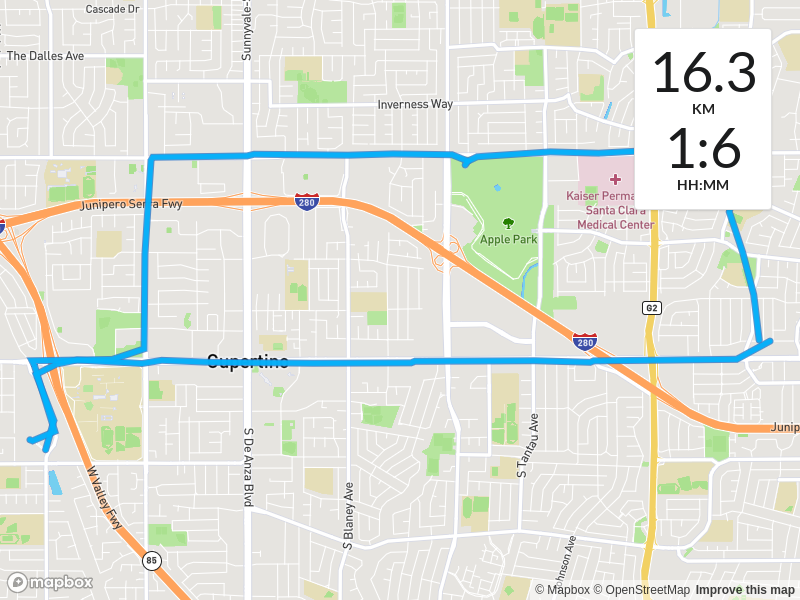 Cascade Dr
Sunnyvale-
The Dalles Ave
Inverness Way
16.3
KM
1:6
HH:MM
Junipero Serra Fwy
280
Kaiser Perma
Santa Clara
Medical Center
Apple Park
G2
280
Cupertino
Junip
S De Anza Blvd
S Tantau Ave
W Valley Fwy
S Blaney Ave
85
ohnson Ave
mapbox
© Mapbox © OpenStreetMap Improve this map